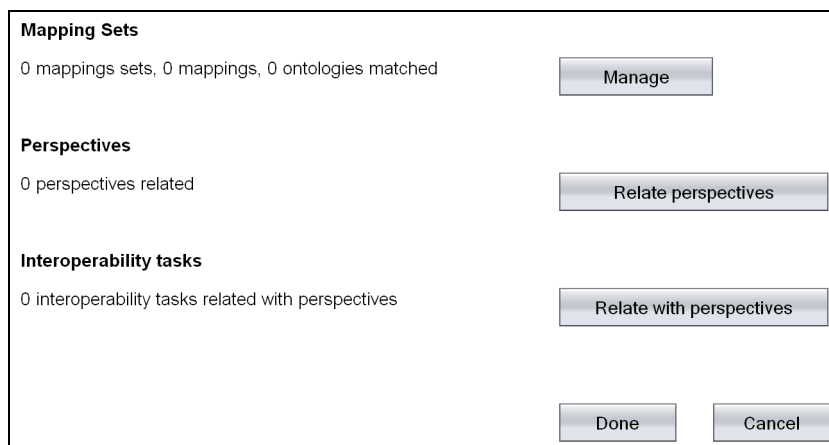 Mapping Sets
0 mappings sets, 0 mappings, 0 ontologies matched
Manage
Perspectives
0 perspectives related
Relate perspectives
Interoperability tasks
0 interoperability tasks related with perspectives
Relate with perspectives
Done
Cancel